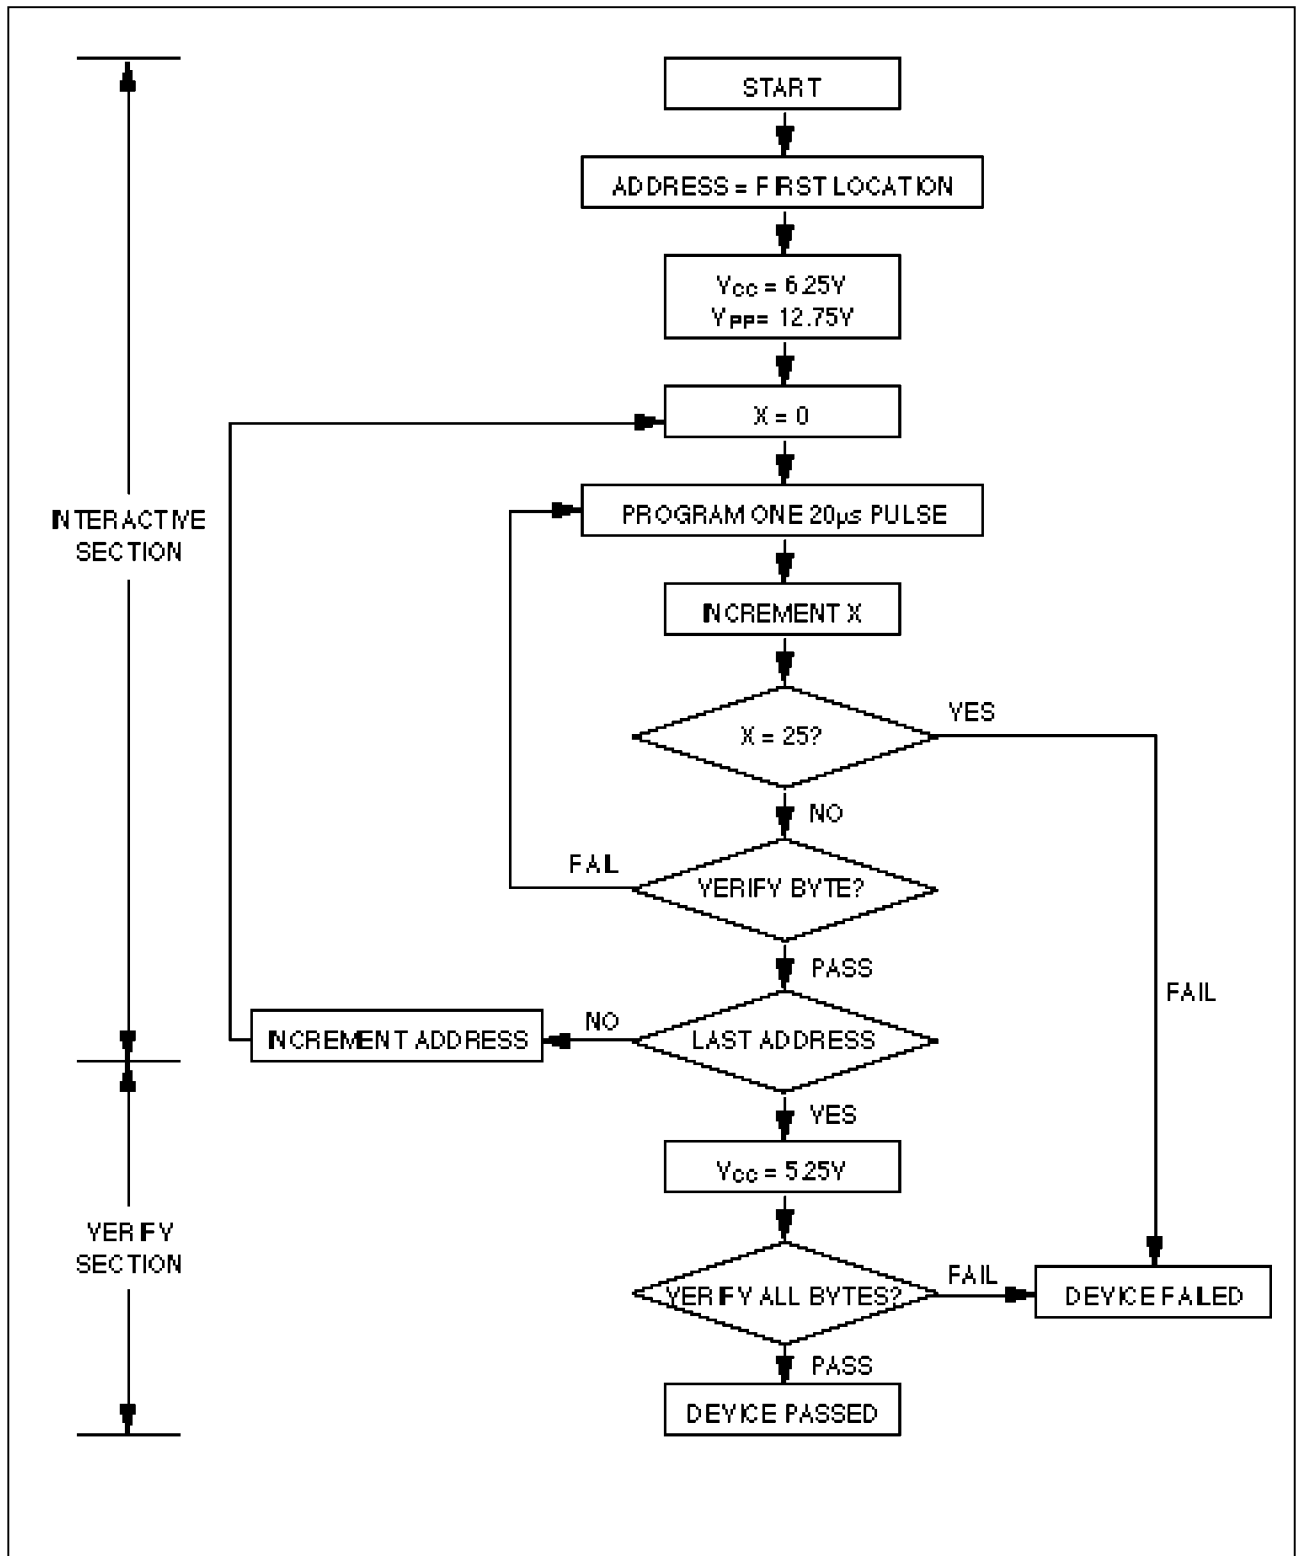 START
ADDRESS = FIRST LOCATION
VCC = 6.25V
VPP= 12.75V
X = 0
PROGRAM ONE 20µs PULSE
INTERACTIVE
SECTION
INCREMENT X
X = 25?
YES
NO
FAIL
VERIFY BYTE?
PASS
FAIL
INCREMENT ADDRESS
NO
LAST ADDRESS
YES
VCC = 5.25V
VERIFY
SECTION
VERIFY ALL BYTES?
FAIL
DEVICE FAILED
PASS
DEVICE PASSED